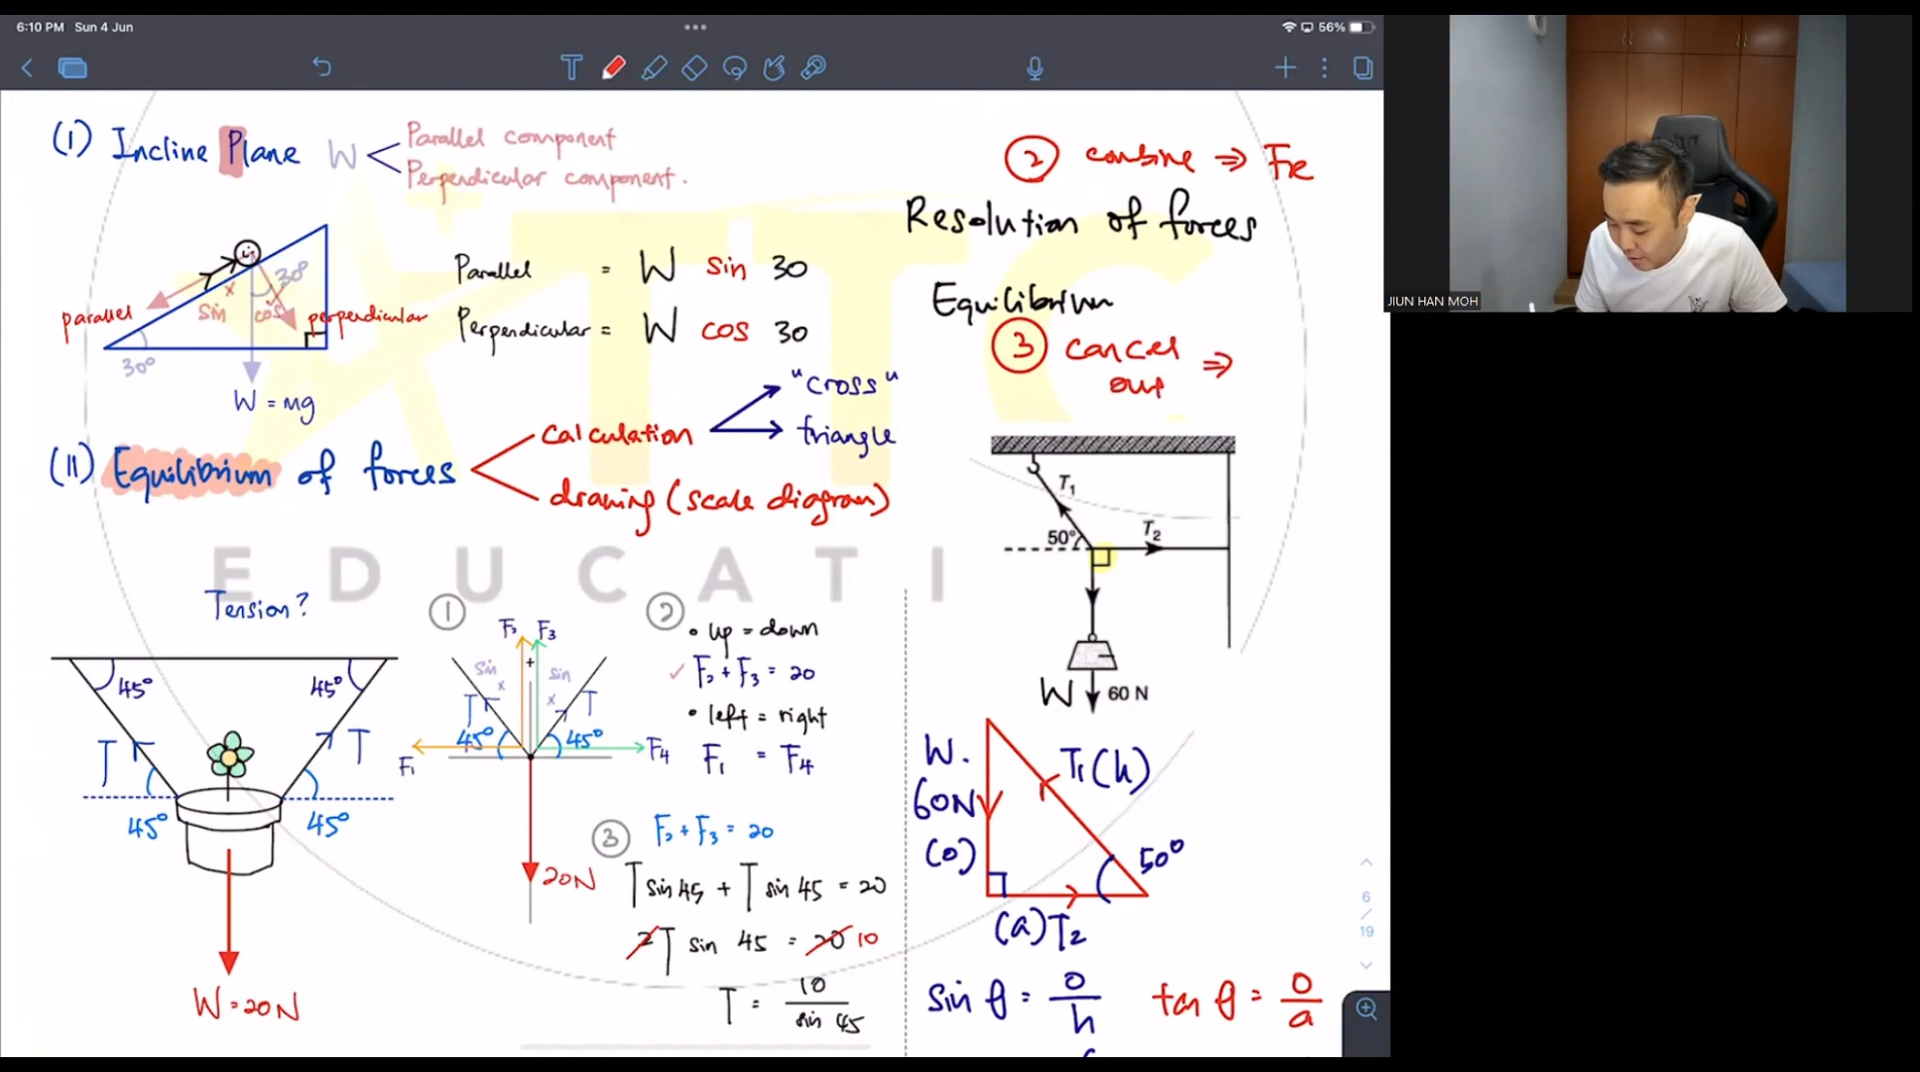 6:10 PM Sun 4 Jun
56%
(I) Incline Plane W
Parallel component
Perpendicular component.
30°
sin
cos
parallel
perpendicular
30°
W = mg
Parallel = W sin 30
Perpendicular = W cos 30
(II) Equilibrium of forces
calculation
"cross"
triangle
drawing (scale diagram)
② combine ⇒ FR
Resolution of forces
Equilibrium
③ cancel out ⇒
ATTC
EDUCATI
T1
50°
T2
W
60 N
Tension?
45°
45°
T
T
45°
45°
W = 20N
①
F2
F3
sin
sin
T
T
45°
45°
F1
F4
20N
②
• up = down
F2 + F3 = 20
• left = right
F1 = F4
③ F2 + F3 = 20
T sin 45 + T sin 45 = 20
2T sin 45 = 20 10
T = 10 / sin 45
W.
60N
(o)
T1(h)
50°
(a)T2
sin θ = o / h
tan θ = o / a
6
/
19
JIUN HAN MOH